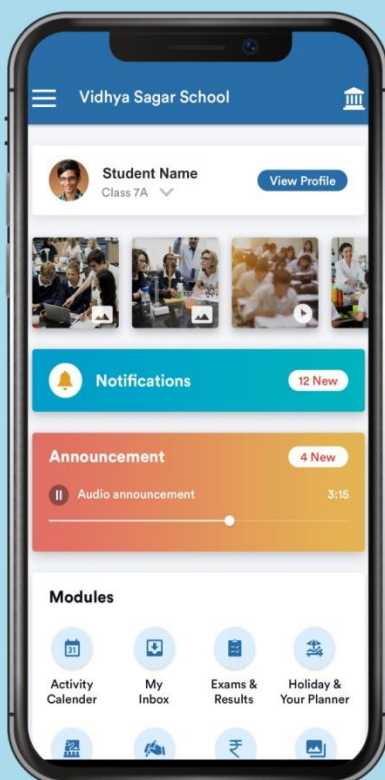 Vidhya Sagar School
Student Name
Class 7A
View Profile
Notifications
12 New
Announcement
4 New
Audio announcement
3:15
Modules
31
Activity
Calender
My
Inbox
Exams &
Results
Holiday &
Your Planner
₹